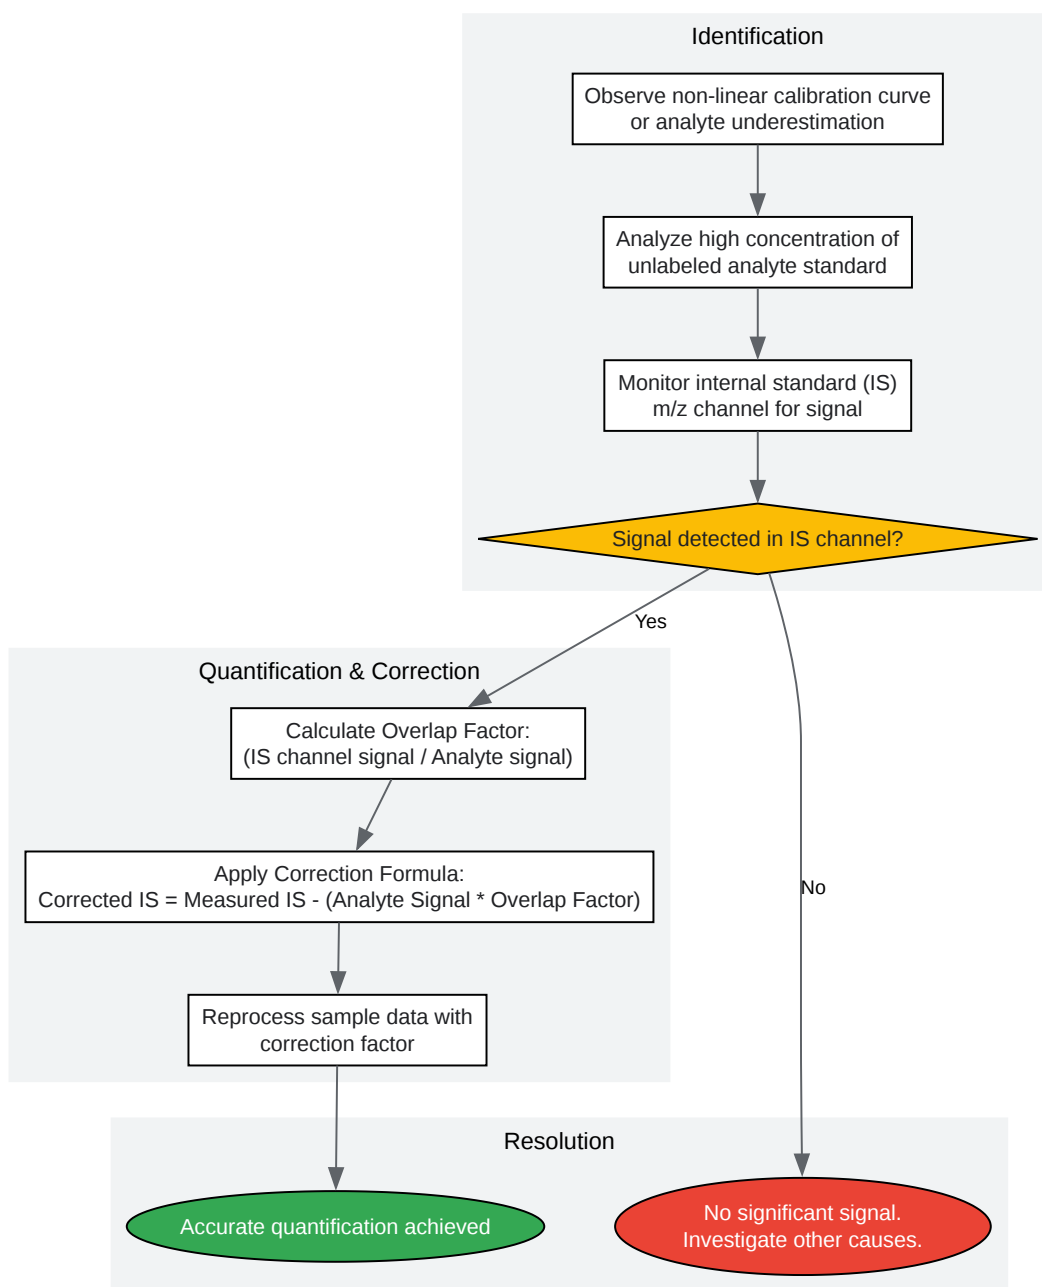 Identification
Observe non-linear calibration curve
or analyte underestimation
Analyze high concentration of
unlabeled analyte standard
Monitor internal standard (IS)
m/z channel for signal
Signal detected in IS channel?
Yes
Quantification & Correction
Calculate Overlap Factor:
(IS channel signal / Analyte signal)
Apply Correction Formula:
Corrected IS = Measured IS - (Analyte Signal * Overlap Factor)
No
Reprocess sample data with
correction factor
Resolution
Accurate quantification achieved
No significant signal.
Investigate other causes.